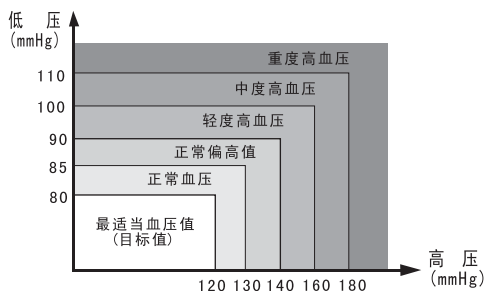 低 压
(mmHg)
重度高血压
110
中度高血压
100
轻度高血压
90
正常偏高值
85
正常血压
80
最适当血压值
(目标值)
高 压
(mmHg)
120 130 140 160 180